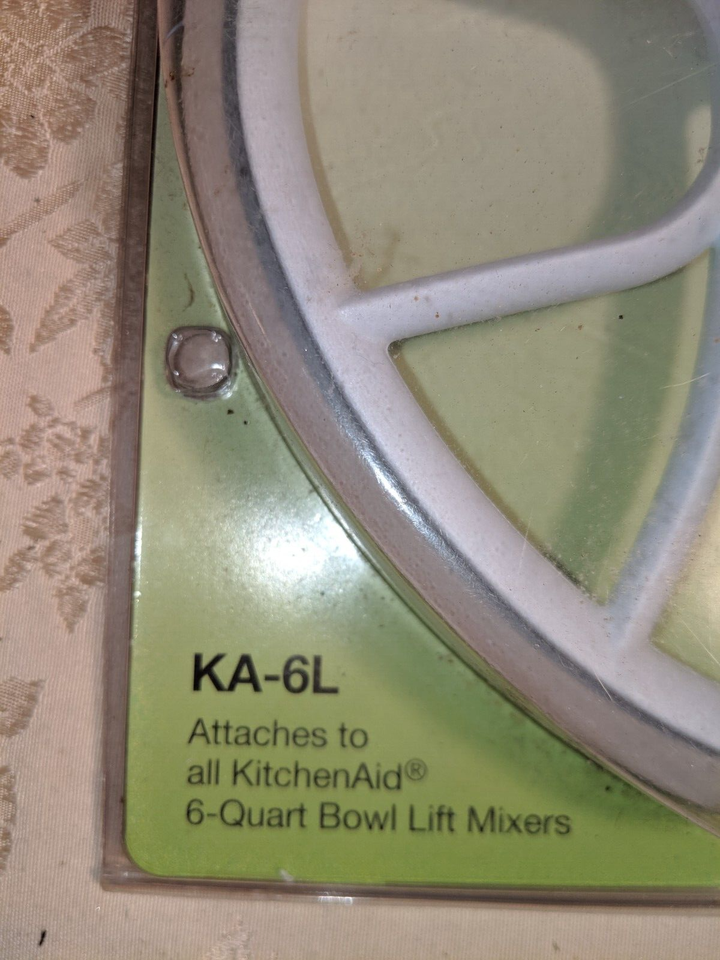 KA-6L
Attaches to
all KitchenAid®
6-Quart Bowl Lift Mixers